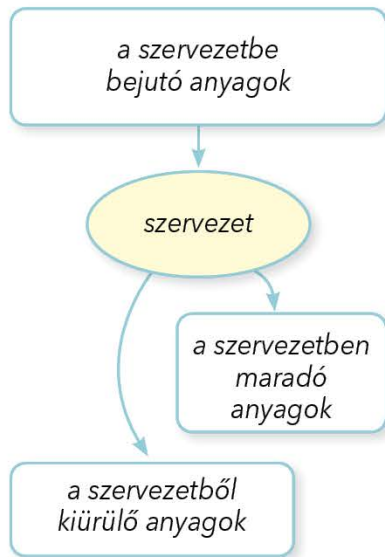 a szervezetbe
bejutó anyagok
szervezet
a szervezetben
maradó
anyagok
a szervezetből
kiürülő anyagok